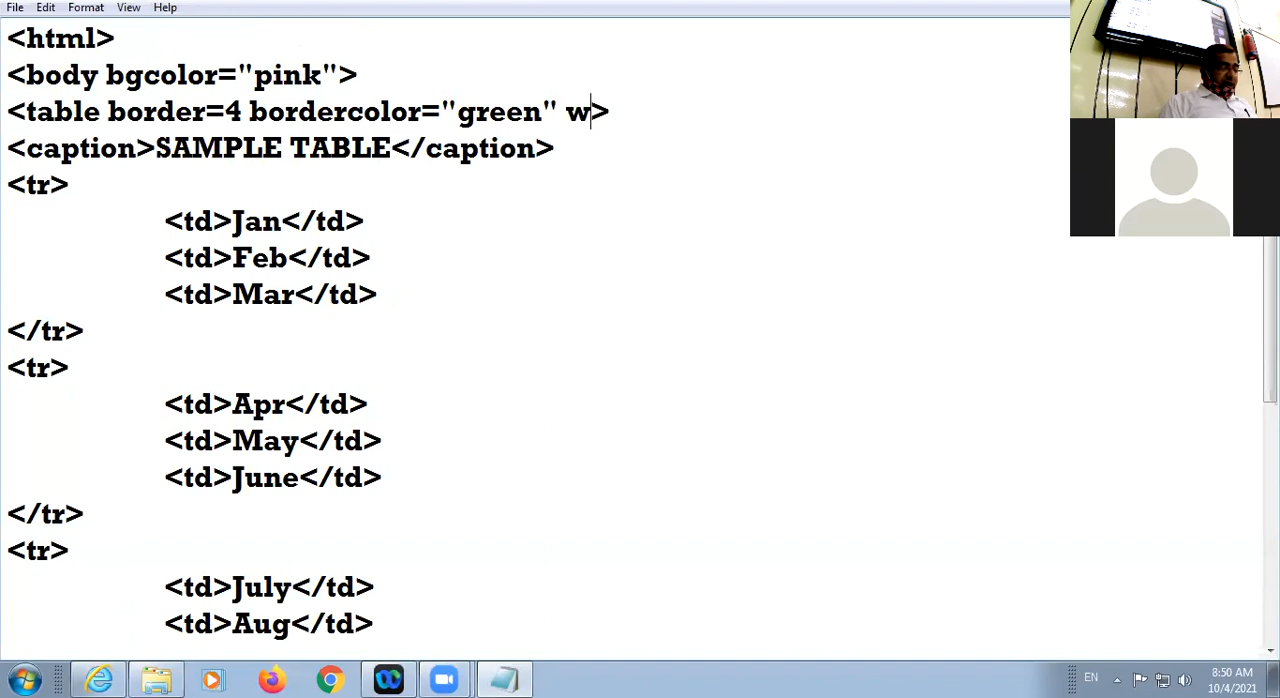 File Edit Format View Help
<html>
<body bgcolor="pink">
<table border=4 bordercolor="green" w>
<caption>SAMPLE TABLE</caption>
<tr>
<td>Jan</td>
<td>Feb</td>
<td>Mar</td>
</tr>
<tr>
<td>Apr</td>
<td>May</td>
<td>June</td>
</tr>
<tr>
<td>July</td>
<td>Aug</td>
EN
8:50 AM
10/4/2021